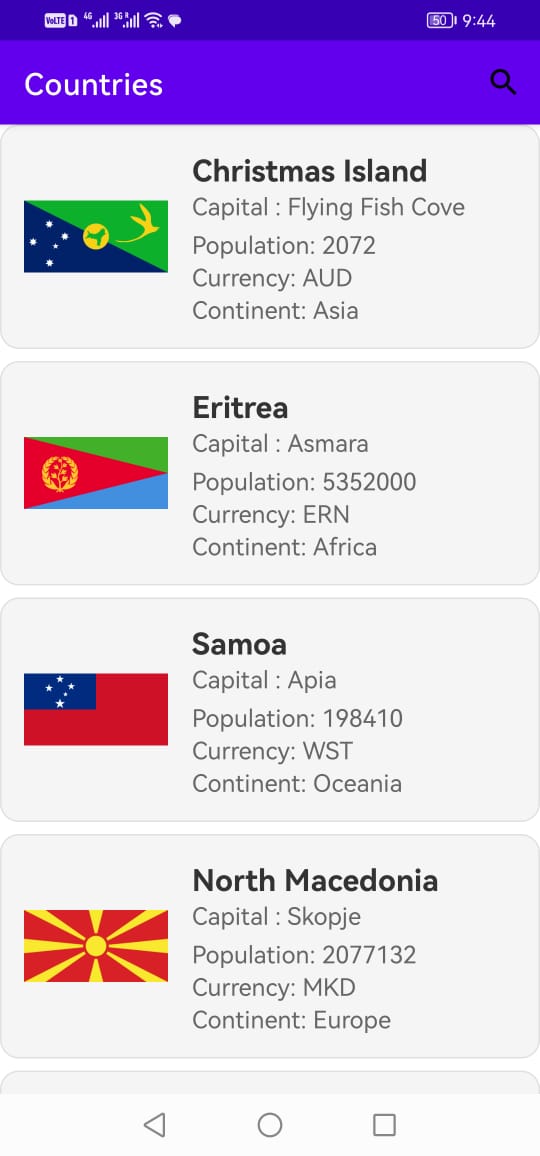 VoLTE 1 4G 3G R 50 9:44
Countries
Christmas Island
Capital : Flying Fish Cove
Population: 2072
Currency: AUD
Continent: Asia
Eritrea
Capital : Asmara
Population: 5352000
Currency: ERN
Continent: Africa
Samoa
Capital : Apia
Population: 198410
Currency: WST
Continent: Oceania
North Macedonia
Capital : Skopje
Population: 2077132
Currency: MKD
Continent: Europe